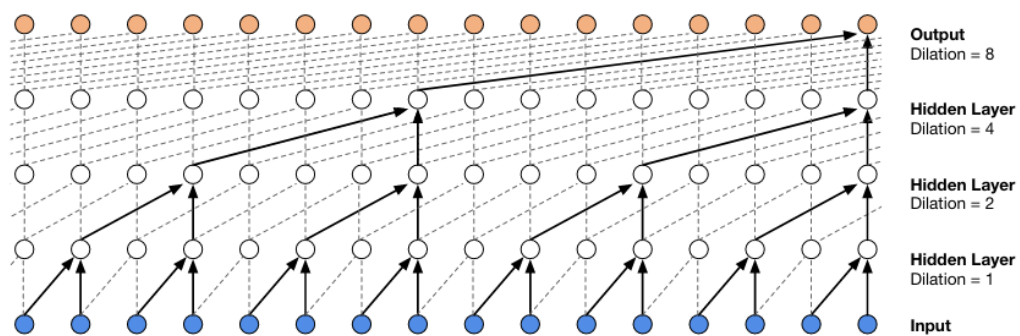 Output
Dilation = 8
Hidden Layer
Dilation = 4
Hidden Layer
Dilation = 2
Hidden Layer
Dilation = 1
Input